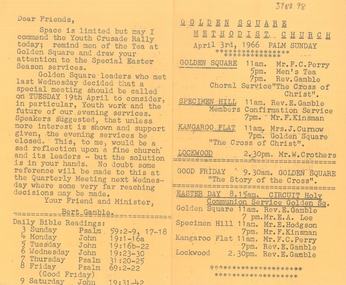 Dear Friends,
Space is limited but may I
commend the Youth Crusade Rally
today; remind men of the Tea at
Golden Square and draw your
attention to the Special Easter
Season services.
Golden Square leaders who met
last Wednesday decided that a
special meeting should be called
on TUESDAY 19th April to consider,
in particular, Youth work and the
future of our evening services.
Speakers Suggested, that unless
more interest is shown and support
given, the evening services be
closed. This, to me, would be a
sad reflection upon a fine church
and its leaders - but the solution
is in your hands. No doubt some
reference will be made to this at
the Quarterly Meeting next Wednes-
day where some very far reaching
decisions may be made.
Your Friend and Minister,
Bert Gamble.
Daily Bible Readings:
3 Sunday Psalm 59:2-9, 17-18
4 Monday John 19:1-16a
5 Tuesday John 19:16b-22
6 Wednesday John 19:23-30
7 Thursday Psalm 31:20-25
8 Friday Psalm 69:2-22
(Good Friday)
9 Saturday John 19:31-42
3708 98
GOLDEN SQUARE
METHODIST CHURCH
April 3rd, 1966 PALM SUNDAY
GOLDEN SQUARE 11am. Mr.F.C.Perry
3pm. Men's Tea
7pm. Rev.Gamble
Choral Service"The Cross of
Christ".
SPECIMEN HILL 11am. Rev.E.Gamble
Members Confirmation Service
7pm. Mr.F.Kinsman
KANGAROO FLAT 11am. Mrs.J.Curnow
7pm. Golden Square
"The Cross of Christ".
LOCKWOOD 2.30pm. Mr.W.Crothers
GOOD FRIDAY 9.30am. GOLDEN SQUARE
"The Story of the Cross".
EASTER DAY 8.15am. CIRCUIT Holy
Communion Service Golden Sq.
Golden Square 11am. Rev.E.Gamble
7pm Mr.E.A. Lee
Specimen Hill 11am. Mr.E.Hodgson
7pm Mr.F.Kinsman
Kangaroo Flat 11am. Mr.F.C.Perry
7pm. Rev.E.Gamble
Lockwood 2.30pm. Rev.E.Gamble